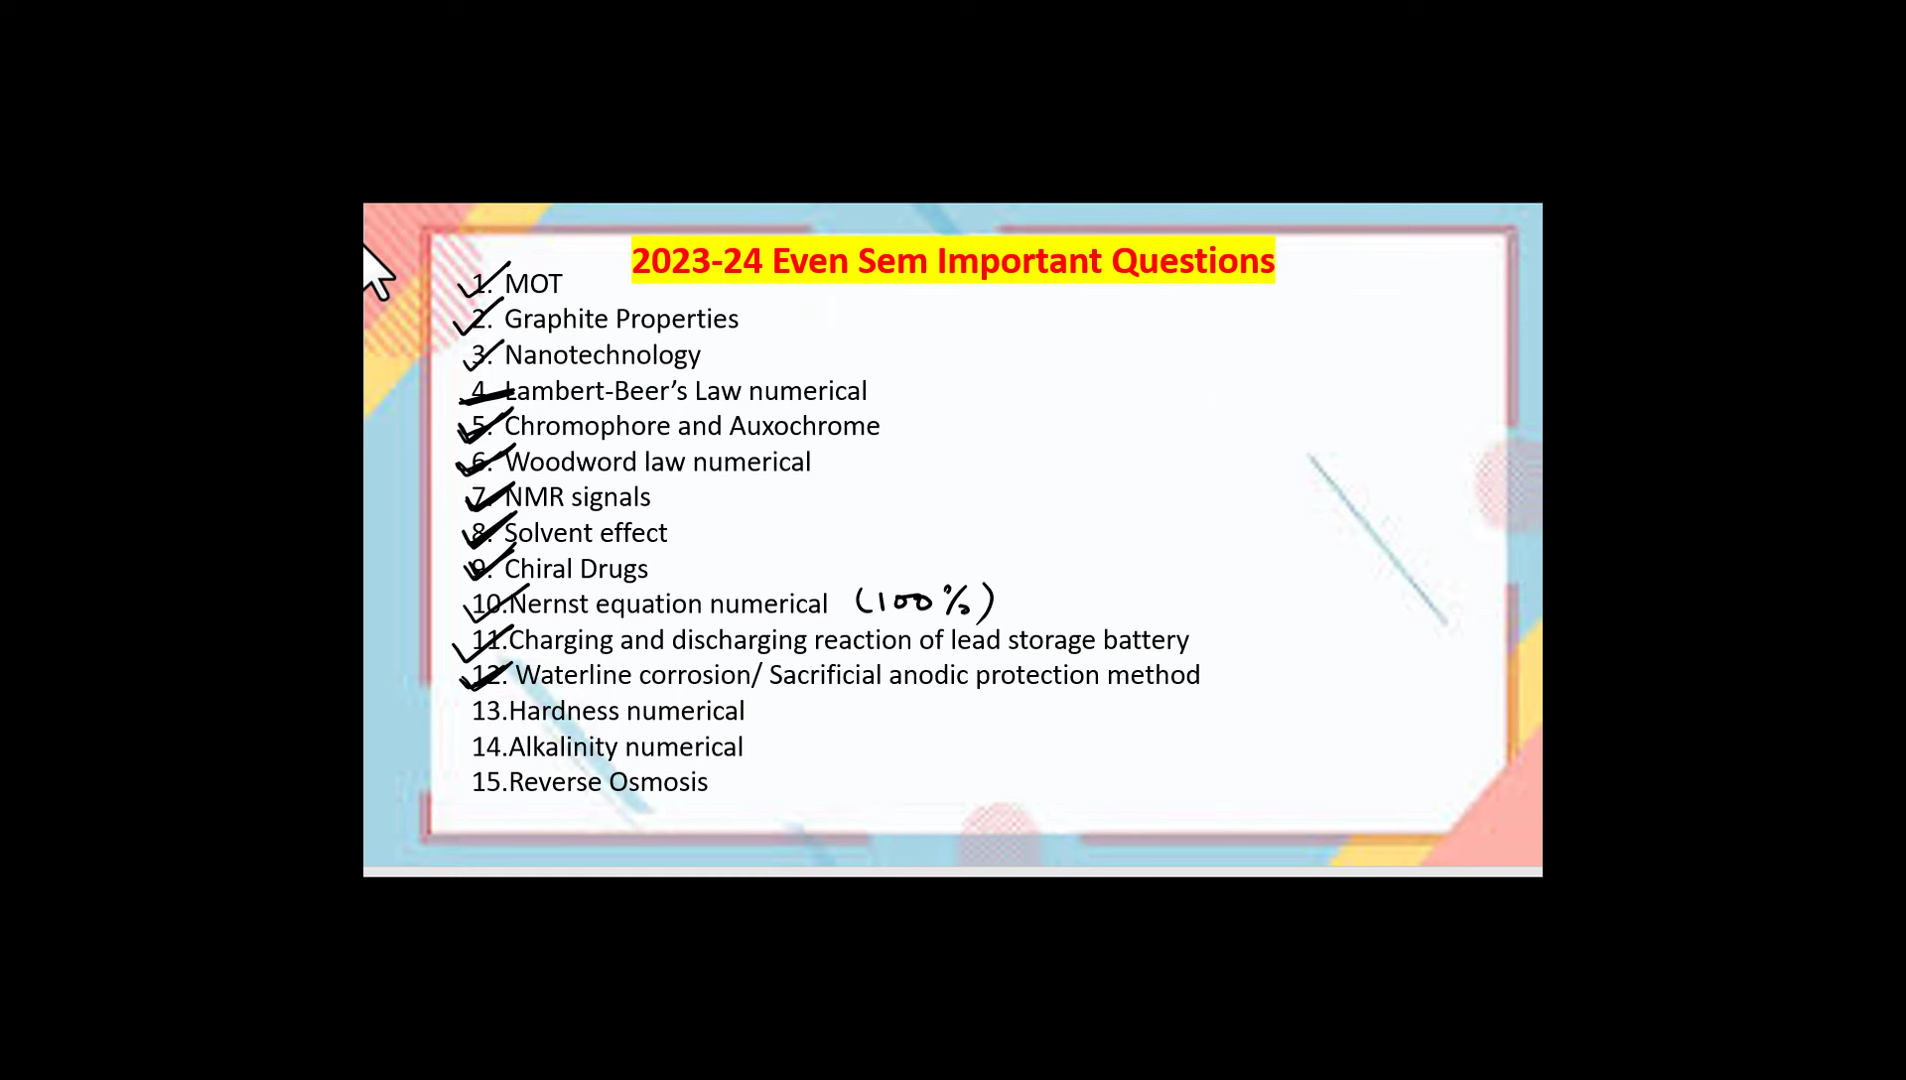 2023-24 Even Sem Important Questions
1. MOT
2. Graphite Properties
3. Nanotechnology
4. Lambert-Beer’s Law numerical
5. Chromophore and Auxochrome
6. Woodword law numerical
7. NMR signals
8. Solvent effect
9. Chiral Drugs
10.Nernst equation numerical (100%)
11.Charging and discharging reaction of lead storage battery
12. Waterline corrosion/ Sacrificial anodic protection method
13.Hardness numerical
14.Alkalinity numerical
15.Reverse Osmosis